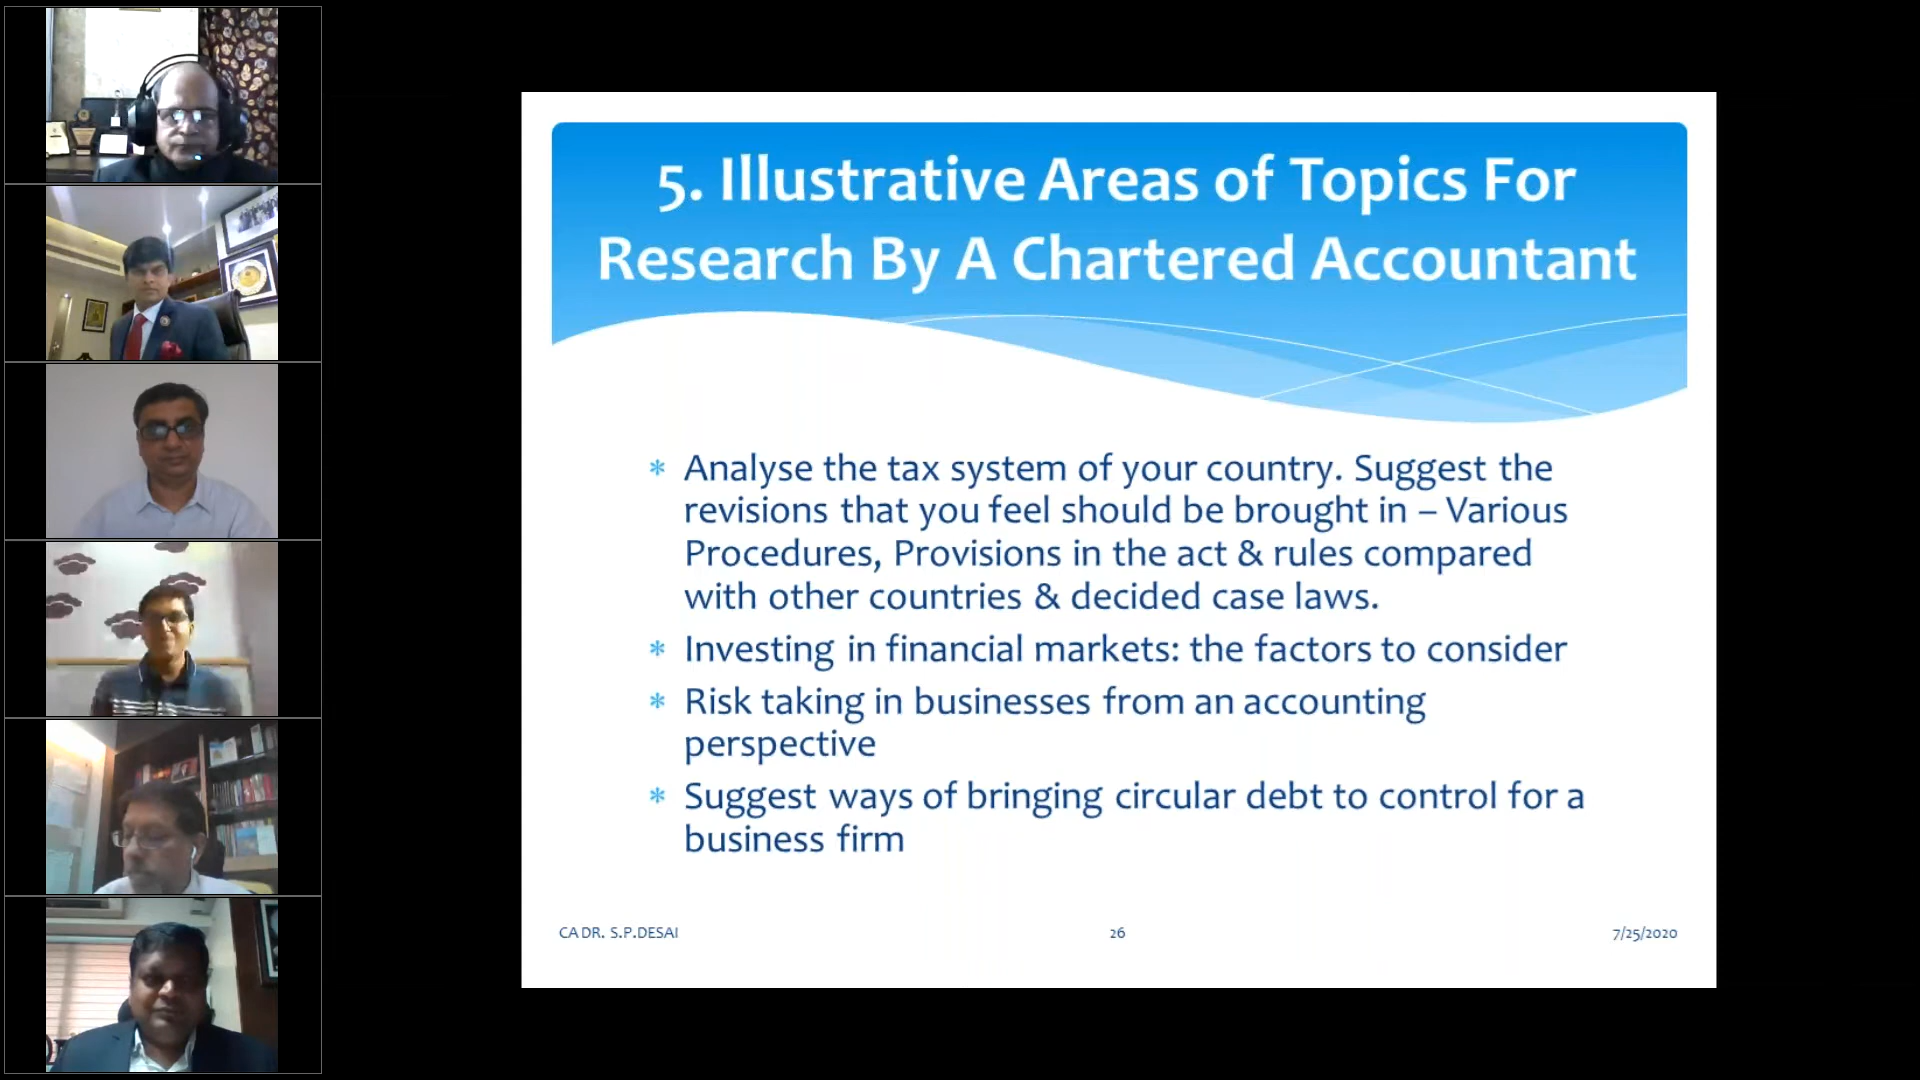 5. Illustrative Areas of Topics For
Research By A Chartered Accountant
* Analyse the tax system of your country. Suggest the
revisions that you feel should be brought in – Various
Procedures, Provisions in the act & rules compared
with other countries & decided case laws.
* Investing in financial markets: the factors to consider
* Risk taking in businesses from an accounting
perspective
* Suggest ways of bringing circular debt to control for a
business firm
CA DR. S.P.DESAI
26
7/25/2020